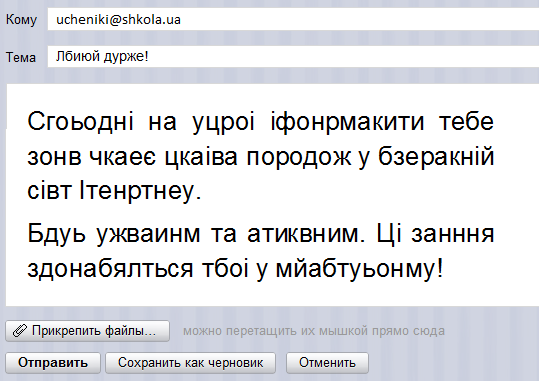 Кому ucheniki@shkola.ua
Тема Лбиюй дурже!
Сгоьодні на уцроі іфонрмакити тебе
зонв чкаеє цкаіва породож у бзеракній
сівт Ітенртнеу.
Бдуь ужваинм та атиквним. Ці занння
здонабялться тбоі у мйабтуьонму!
Прикрепить файлы... можно перетащить их мышкой прямо сюда
Отправить Сохранить как черновик Отменить